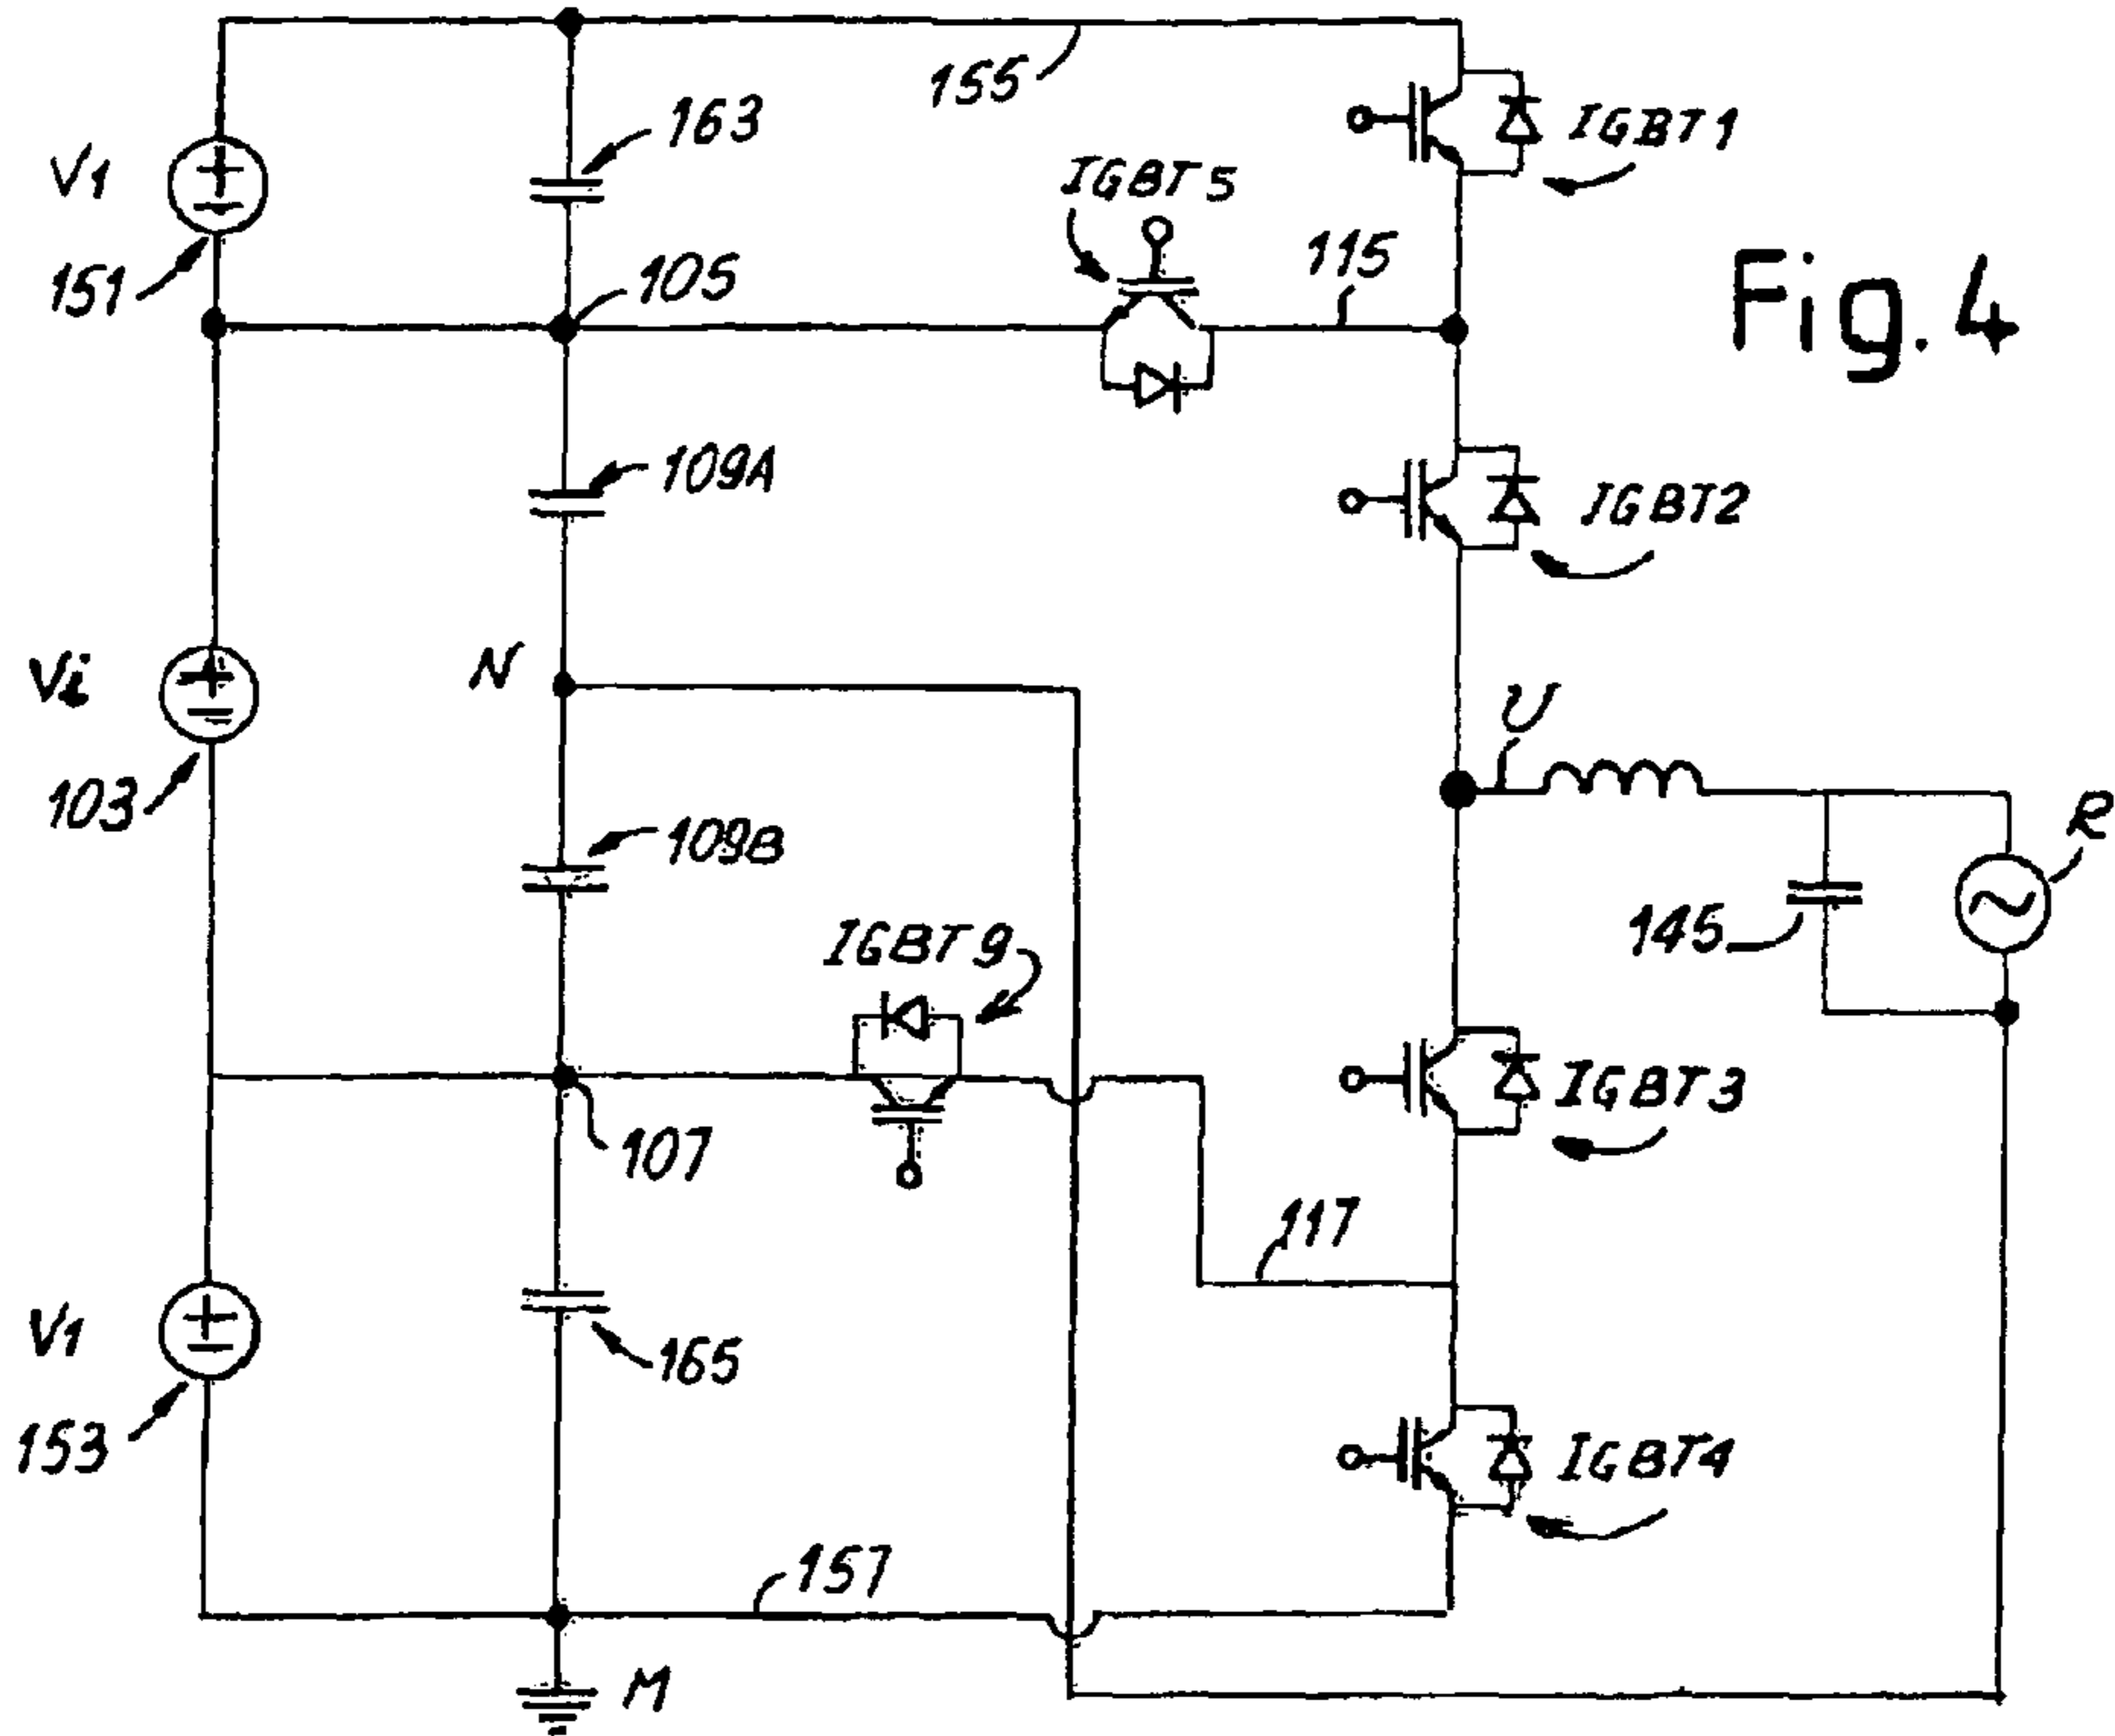 155
163
IGBT1
V1
IGBT5
151
105
115
Fig. 4
109A
IGBT2
N
Vi
U
103
109B
R
145
IGBT9
IGBT3
107
117
V1
165
153
IGBT4
157
M